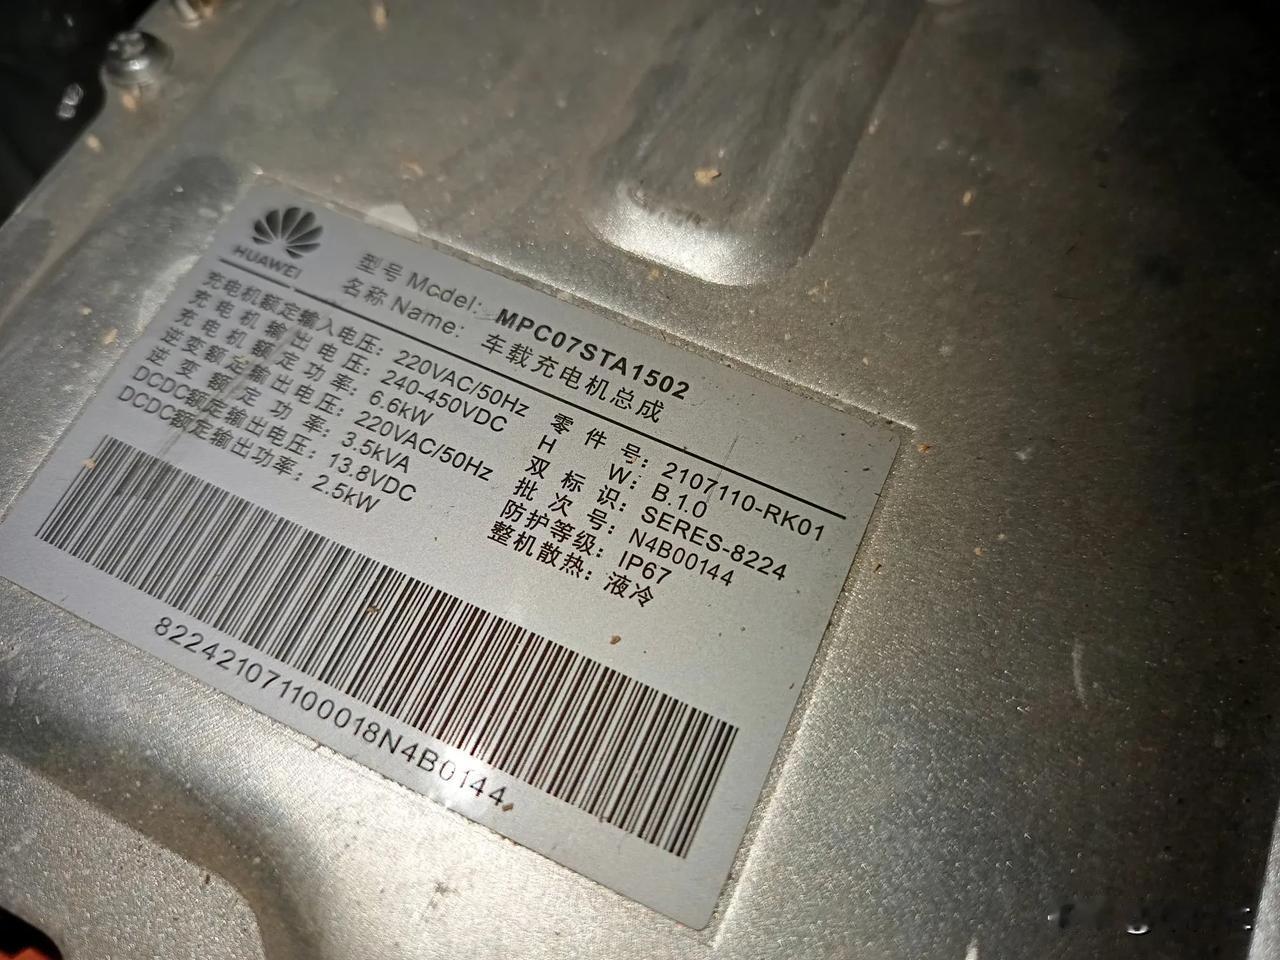 HUAWEI
型号 Model: MPC07STA1502
名称 Name: 车载充电机总成
充电机额定输入电压: 220VAC/50Hz
充电机输出电压: 240-450VDC
充电机额定功率: 6.6kW
逆变额定输出电压: 220VAC/50Hz
逆变额定功率: 3.5kVA
DCDC额定输出电压: 13.8VDC
DCDC额定输出功率: 2.5kW
零件号: 2107110-RK01
HW: B.1.0
双标识: SERES-8224
批次号: N4B00144
防护等级: IP67
整机散热: 液冷
822421071100018N4B0144